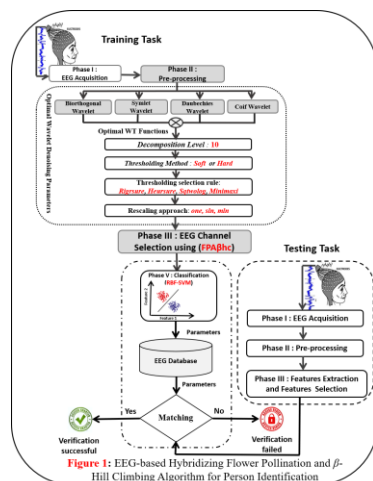 Training Task
Phase I :
EEG Acquisition
Phase II :
Pre-processing
Optimal Wavelet Denoising Parameters
Biorthogonal
Wavelet
Symlet
Wavelet
Daubechies
Wavelet
Coif Wavelet
Optimal WT Functions
Decomposition Level : 10
Thresholding Method : Soft or Hard
Thresholding selection rule:
Rigrsure, Heursure, Sqtwolog, Minimaxi
Rescaling approach: one, sln, mln
Phase III : EEG Channel
Selection using (FPAβhc)
Testing Task
Phase V : Classification
(RBF-SVM)
Feature 2
Feature 1
Parameters
EEG Database
Parameters
Matching
Yes
No
Verification
successful
Verification
failed
Phase I : EEG Acquisition
Phase II : Pre-processing
Phase III : Features Extraction
and Features Selection
Figure 1: EEG-based Hybridizing Flower Pollination and β-
Hill Climbing Algorithm for Person Identification